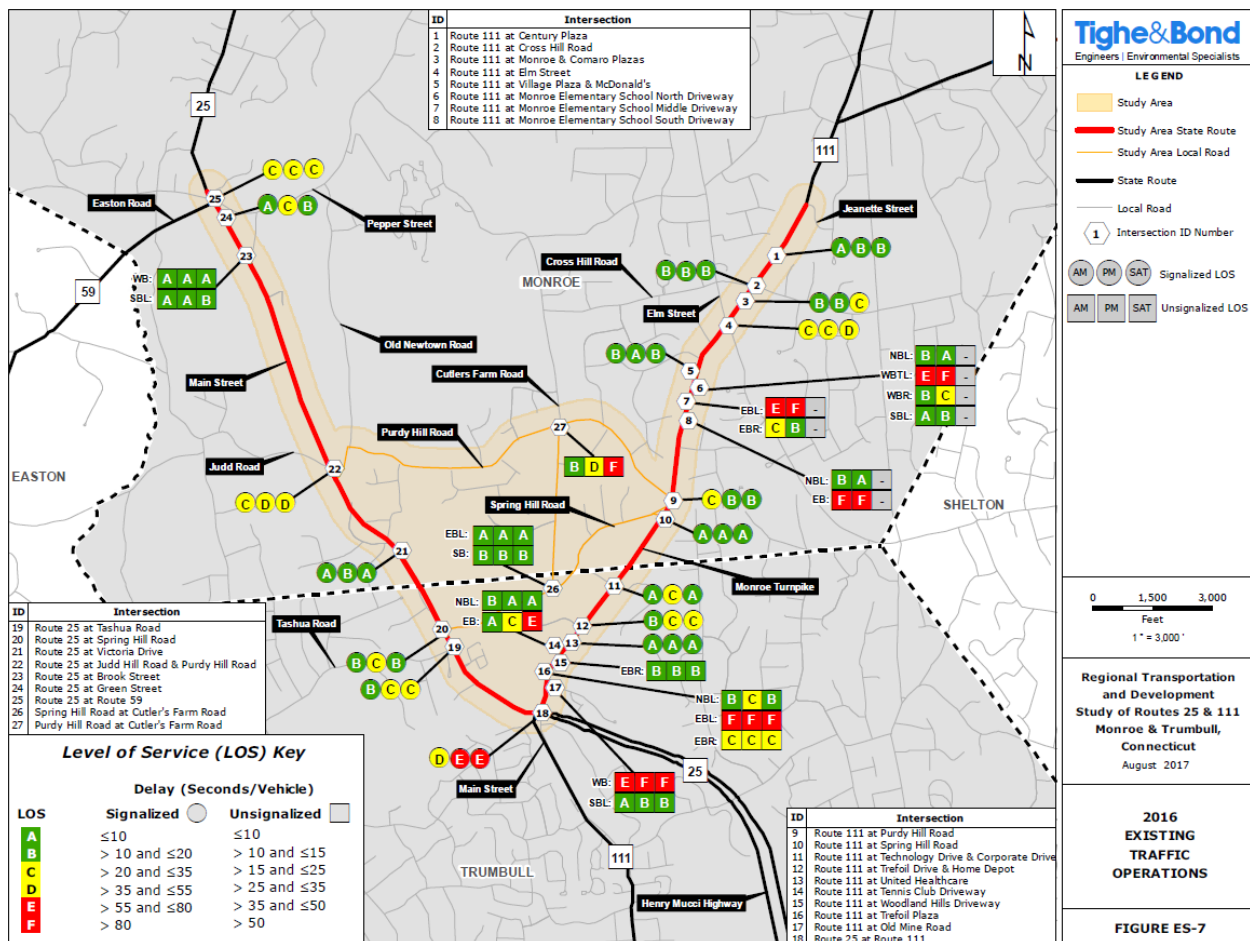 ID Intersection
1 Route 111 at Century Plaza
2 Route 111 at Cross Hill Road
3 Route 111 at Monroe & Comaro Plazas
4 Route 111 at Elm Street
5 Route 111 at Village Plaza & McDonald's
6 Route 111 at Monroe Elementary School North Driveway
7 Route 111 at Monroe Elementary School Middle Driveway
8 Route 111 at Monroe Elementary School South Driveway
N
Tighe&Bond
Engineers | Environmental Specialists
LEGEND
Study Area
Study Area State Route
Study Area Local Road
State Route
Local Road
1 Intersection ID Number
AM PM SAT Signalized LOS
AM PM SAT Unsignalized LOS
0 1,500 3,000
Feet
1 " = 3,000 '
Regional Transportation
and Development
Study of Routes 25 & 111
Monroe & Trumbull,
Connecticut
August 2017
2016
EXISTING
TRAFFIC
OPERATIONS
FIGURE ES-7
25
111
C C C
25
Easton Road
24
A C B
Pepper Street
Jeanette Street
23
WB: A A A
SBL: A A B
59
1
A B B
Cross Hill Road
B B B
2
MONROE
Elm Street
3
B B C
4
C C D
Old Newtown Road
B A B
5
Main Street
Cutlers Farm Road
6
NBL: B A -
WBTL: E F -
WBR: B C -
SBL: A B -
7
EBL: E F -
EBR: C B -
8
27
Purdy Hill Road
B D F
Judd Road
22
EASTON
NBL: B A -
EB: F F -
C D D
Spring Hill Road
9
C B B
SHELTON
10
A A A
EBL: A A A
SB: B B B
21
A B A
26
Monroe Turnpike
11
A C A
NBL: B A A
EB: A C E
Tashua Road
20
12
B C C
19
14
13
A A A
B C B
15
EBR: B B B
B C C
16
17
NBL: B C B
EBL: F F F
EBR: C C C
18
D E E
Main Street
25
WB: E F F
SBL: A B B
TRUMBULL
111
Henry Mucci Highway
ID Intersection
19 Route 25 at Tashua Road
20 Route 25 at Spring Hill Road
21 Route 25 at Victoria Drive
22 Route 25 at Judd Hill Road & Purdy Hill Road
23 Route 25 at Brook Street
24 Route 25 at Green Street
25 Route 25 at Route 59
26 Spring Hill Road at Cutler's Farm Road
27 Purdy Hill Road at Cutler's Farm Road
Level of Service (LOS) Key
Delay (Seconds/Vehicle)
LOS Signalized Unsignalized
A ≤10 ≤10
B > 10 and ≤20 > 10 and ≤15
C > 20 and ≤35 > 15 and ≤25
D > 35 and ≤55 > 25 and ≤35
E > 55 and ≤80 > 35 and ≤50
F > 80 > 50
ID Intersection
9 Route 111 at Purdy Hill Road
10 Route 111 at Spring Hill Road
11 Route 111 at Technology Drive & Corporate Drive
12 Route 111 at Trefoil Drive & Home Depot
13 Route 111 at United Healthcare
14 Route 111 at Tennis Club Driveway
15 Route 111 at Woodland Hills Driveway
16 Route 111 at Trefoil Plaza
17 Route 111 at Old Mine Road
18 Route 25 at Route 111